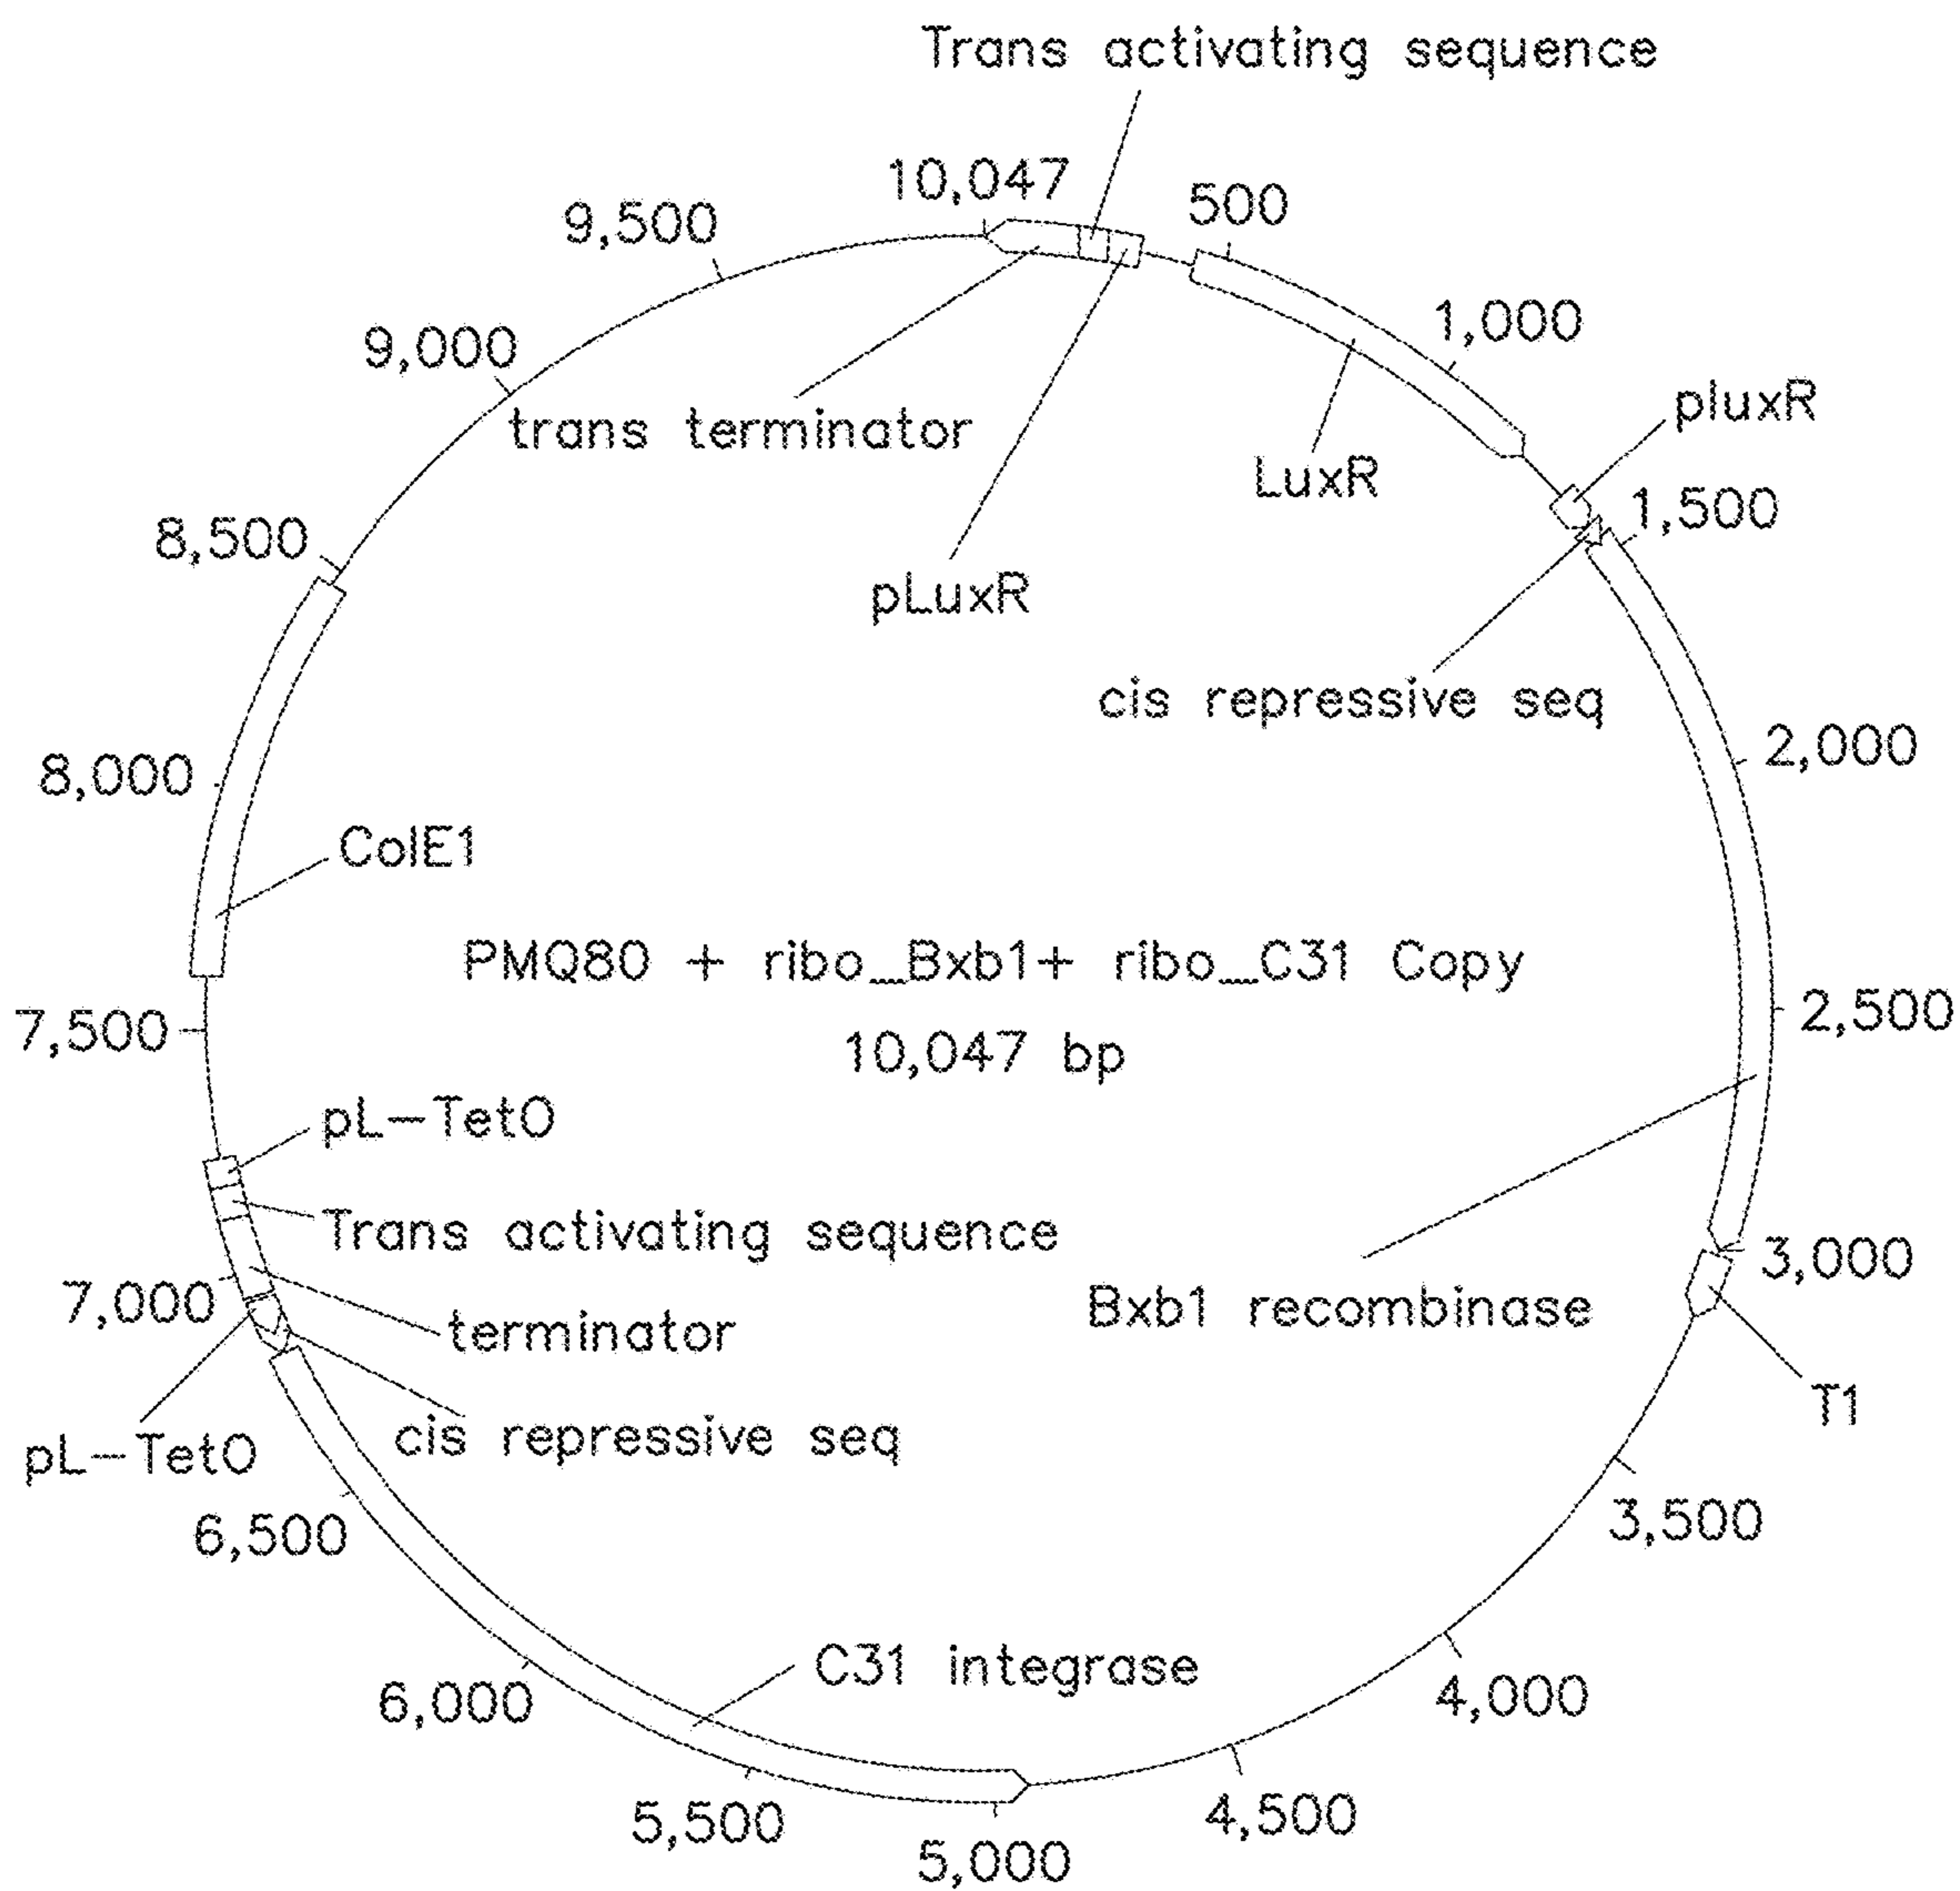 Trans activating sequence
10,047
500
9,500
1,000
9,000
pluxR
trans terminator
LuxR
1,500
8,500
pLuxR
cis repressive seq
2,000
8,000
ColE1
PMQ80 + ribo_Bxb1+ ribo_C31 Copy
2,500
7,500
10,047 bp
pL-TetO
Trans activating sequence
3,000
7,000
Bxb1 recombinase
terminator
T1
cis repressive seq
pL-TetO
3,500
6,500
C31 integrase
4,000
6,000
4,500
5,500
5,000